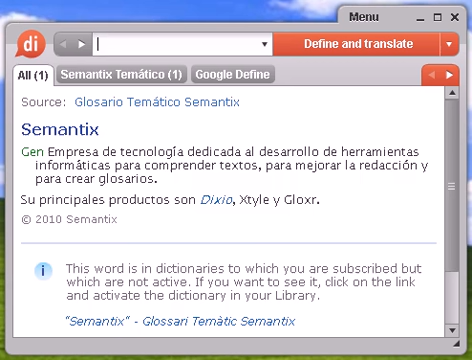 Menu
di
Define and translate
All (1)
Semantix Temático (1)
Google Define
Source: Glosario Temático Semantix
Semantix
Gen Empresa de tecnología dedicada al desarrollo de herramientas
informáticas para comprender textos, para mejorar la redacción y
para crear glosarios.
Su principales productos son Dixio, Xtyle y Gloxr.
© 2010 Semantix
i
This word is in dictionaries to which you are subscribed but
which are not active. If you want to see it, click on the link
and activate the dictionary in your Library.
"Semantix" - Glossari Temàtic Semantix